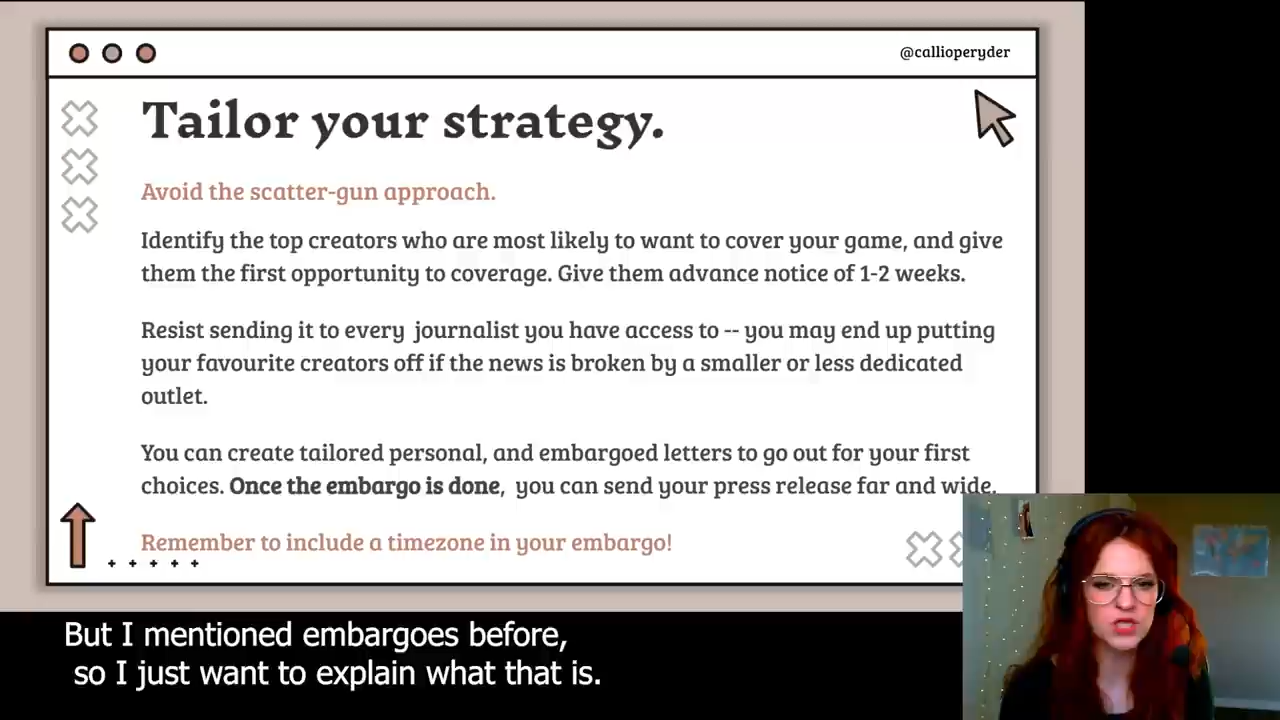 @callioperyder
Tailor your strategy.
Avoid the scatter-gun approach.
Identify the top creators who are most likely to want to cover your game, and give
them the first opportunity to coverage. Give them advance notice of 1-2 weeks.
Resist sending it to every journalist you have access to -- you may end up putting
your favourite creators off if the news is broken by a smaller or less dedicated
outlet.
You can create tailored personal, and embargoed letters to go out for your first
choices. Once the embargo is done, you can send your press release far and wide.
Remember to include a timezone in your embargo!
But I mentioned embargoes before,
so I just want to explain what that is.